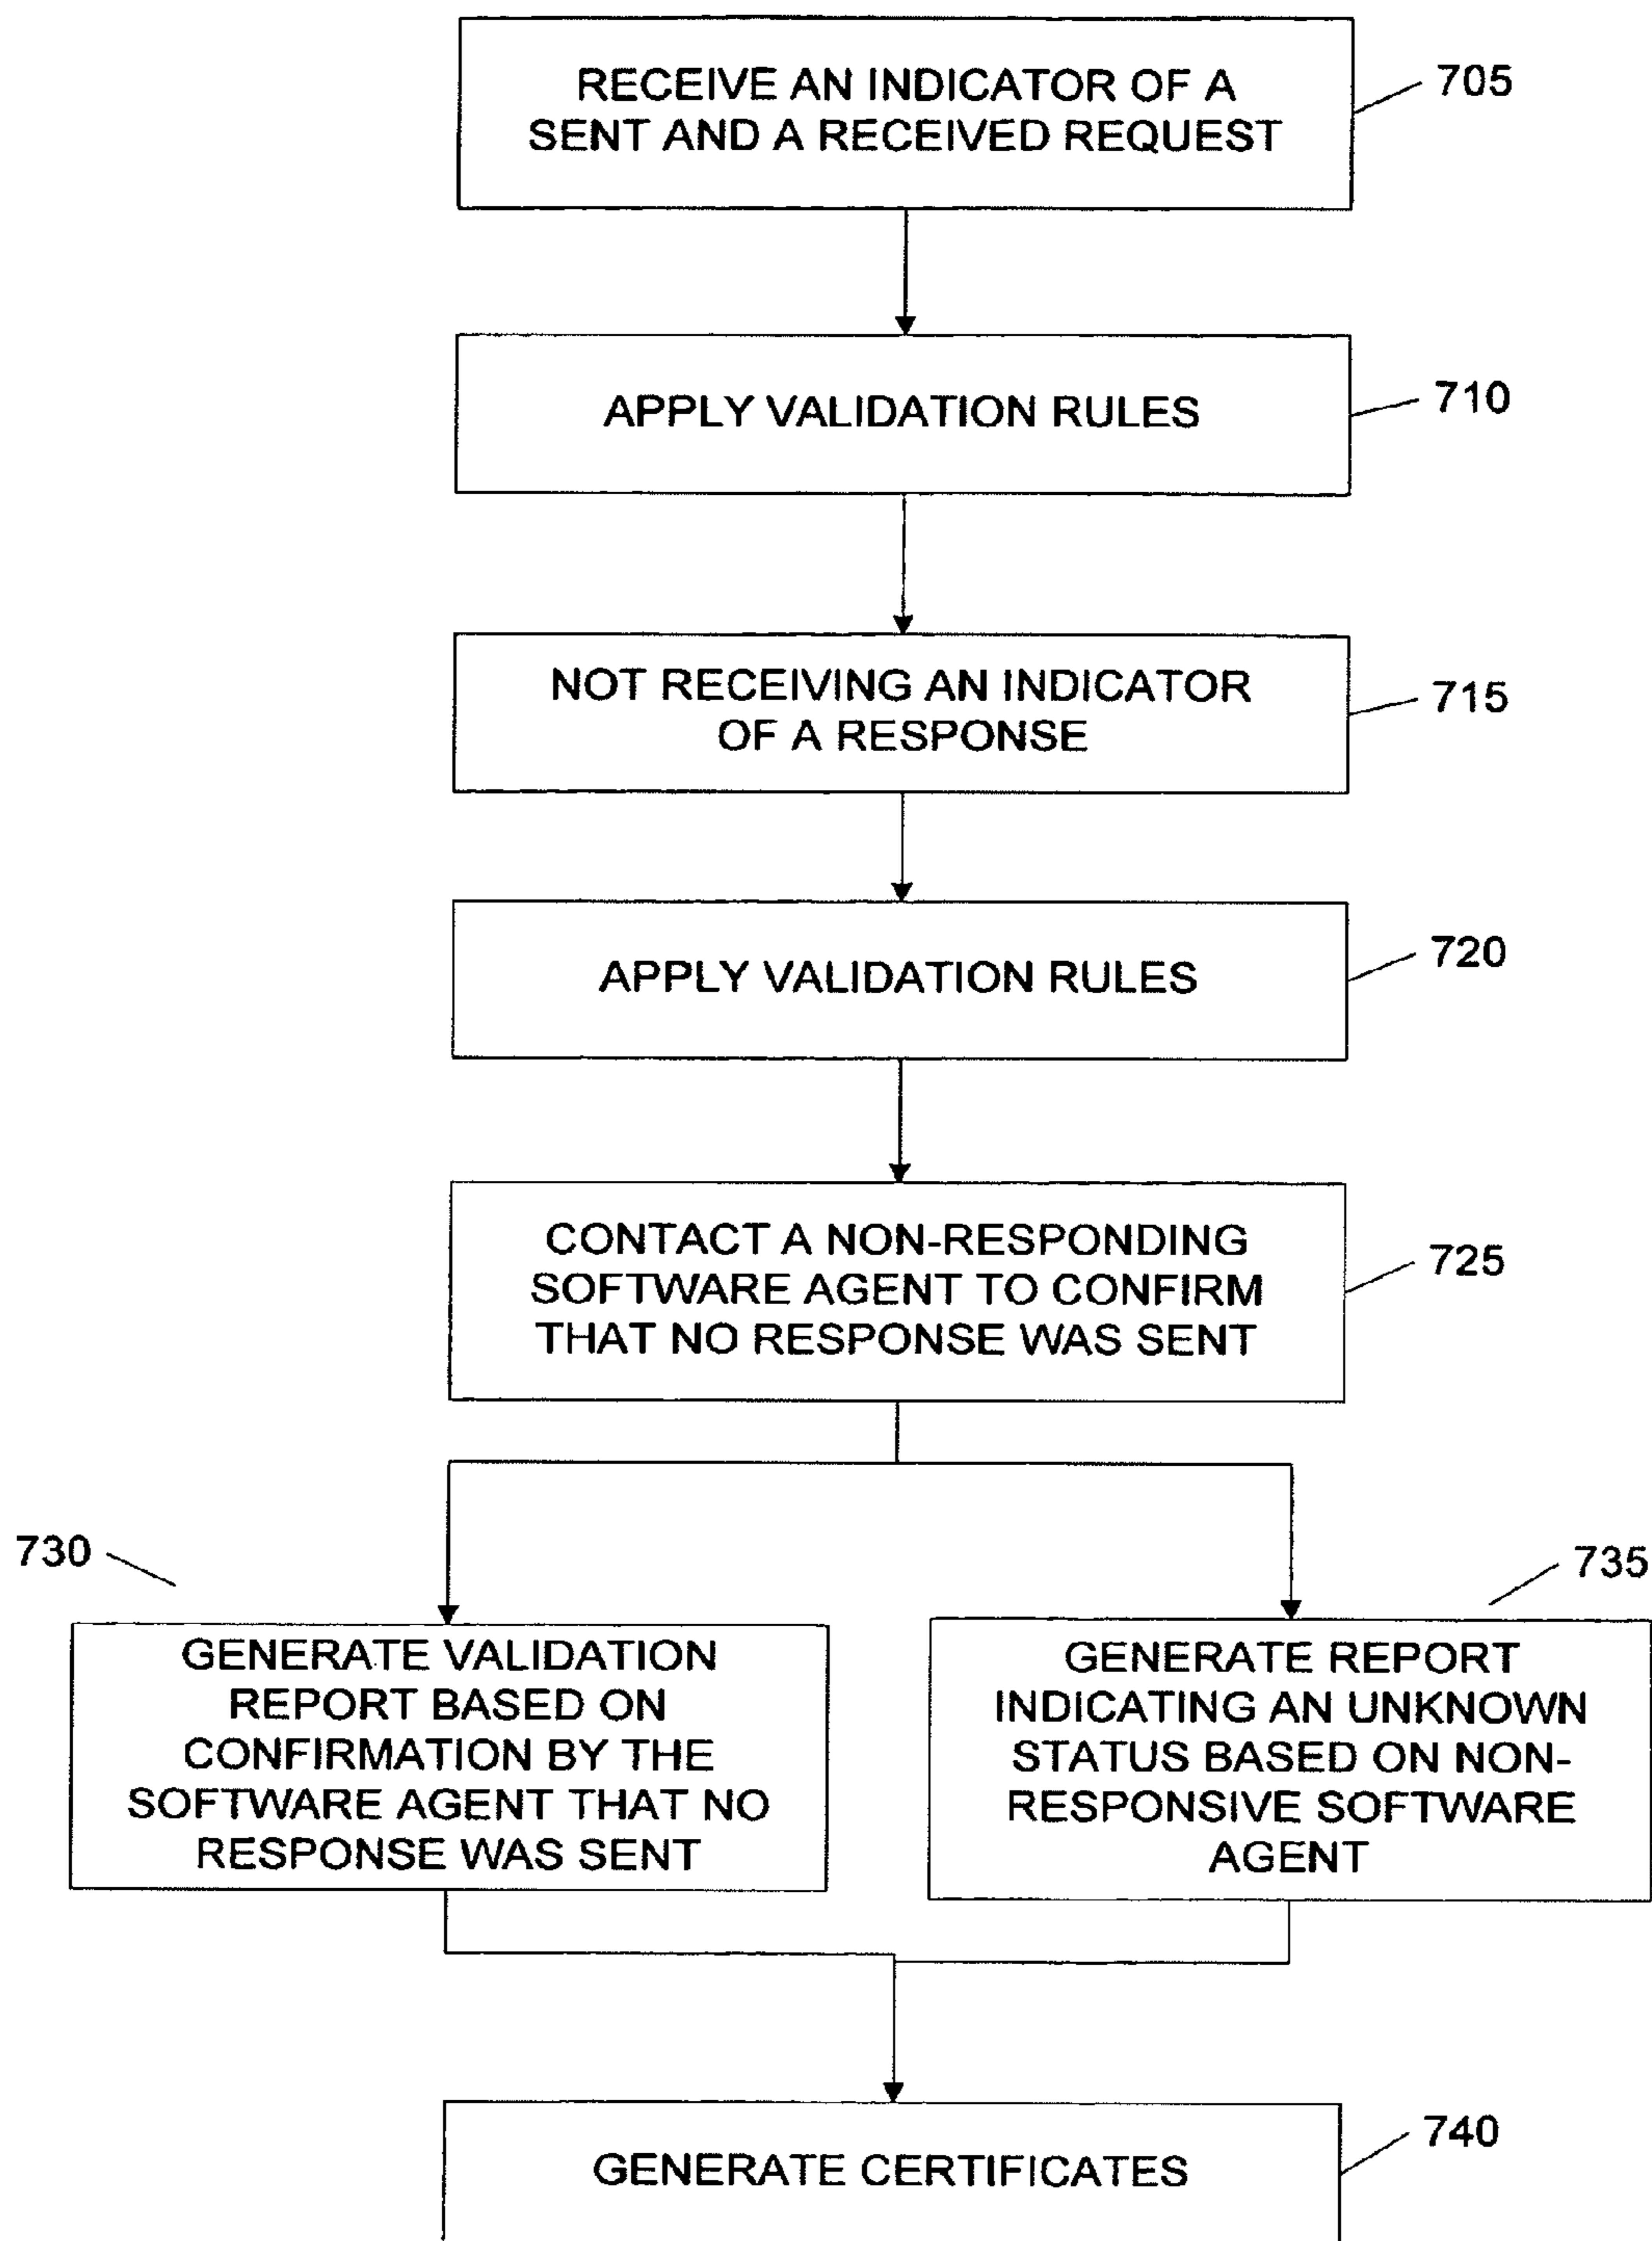 RECEIVE AN INDICATOR OF A
SENT AND A RECEIVED REQUEST
705
APPLY VALIDATION RULES
710
NOT RECEIVING AN INDICATOR
OF A RESPONSE
715
APPLY VALIDATION RULES
720
CONTACT A NON-RESPONDING
SOFTWARE AGENT TO CONFIRM
THAT NO RESPONSE WAS SENT
725
730
GENERATE VALIDATION
REPORT BASED ON
CONFIRMATION BY THE
SOFTWARE AGENT THAT NO
RESPONSE WAS SENT
735
GENERATE REPORT
INDICATING AN UNKNOWN
STATUS BASED ON NON-
RESPONSIVE SOFTWARE
AGENT
GENERATE CERTIFICATES
740